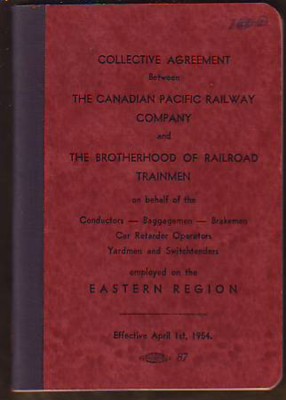 COLLECTIVE AGREEMENT
Between
THE CANADIAN PACIFIC RAILWAY
COMPANY
and
THE BROTHERHOOD OF RAILROAD
TRAINMEN
on behalf of the
Conductors — Baggagemen — Brakemen
Car Retarder Operators
Yardmen and Switchtenders
employed on the
EASTERN REGION
Effective April 1st, 1954.
87